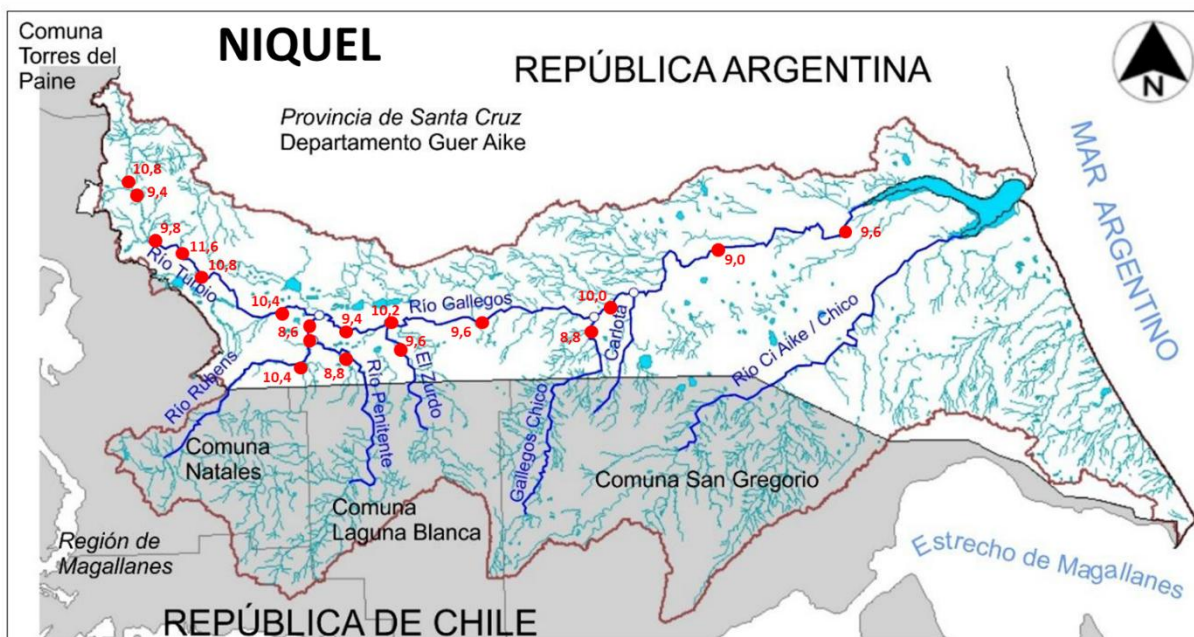 Comuna
Torres del
Paine
NIQUEL
REPÚBLICA ARGENTINA
N
Provincia de Santa Cruz
Departamento Guer Aike
MAR ARGENTINO
10,8
9,4
9,8
11,6
10,8
Río Turbio
10,4
8,6
9,4
10,2
Río Gallegos
9,6
10,0
8,8
9,0
9,6
Carlota
Río Ci Aike / Chico
10,4
Río Rubens
8,8
Río Penitente
9,6
El Zurdo
Gallegos Chico
Comuna
Natales
Comuna
Laguna Blanca
Comuna San Gregorio
Región de
Magallanes
Estrecho de Magallanes
REPÚBLICA DE CHILE